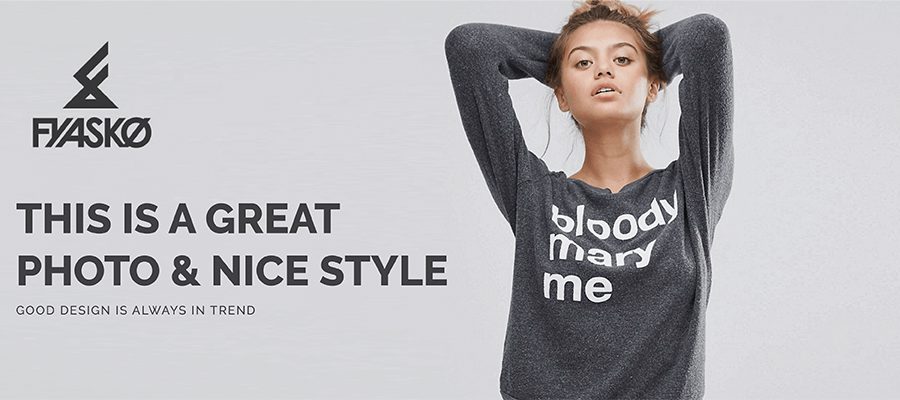 FYASKØ
THIS IS A GREAT
PHOTO & NICE STYLE
GOOD DESIGN IS ALWAYS IN TREND
bloody
mary
me